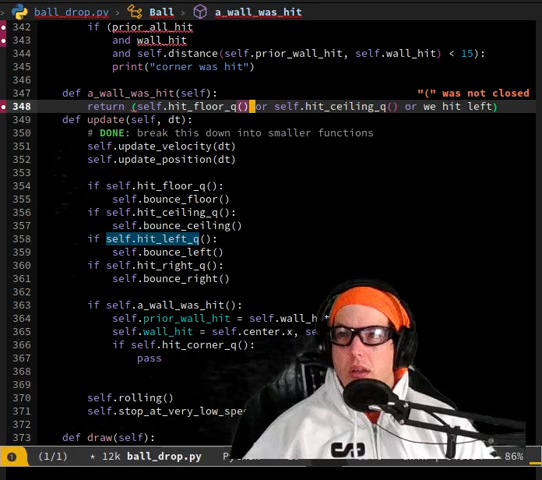 ball_drop.py > Ball > a_wall_was_hit
342 if (prior_all_hit
343 and wall_hit
344 and self.distance(self.prior_wall_hit, self.wall_hit) < 15):
345 print("corner was hit")
346
347 def a_wall_was_hit(self): "(" was not closed
348 return (self.hit_floor_q() or self.hit_ceiling_q() or we hit left)
349 def update(self, dt):
350 # DONE: break this down into smaller functions
351 self.update_velocity(dt)
352 self.update_position(dt)
353
354 if self.hit_floor_q():
355 self.bounce_floor()
356 if self.hit_ceiling_q():
357 self.bounce_ceiling()
358 if self.hit_left_q():
359 self.bounce_left()
360 if self.hit_right_q():
361 self.bounce_right()
362
363 if self.a_wall_was_hit():
364 self.prior_wall_hit = self.wall_hit
365 self.wall_hit = self.center.x,
366 if self.hit_corner_q():
367 pass
368
369
370 self.rolling()
371 self.stop_at_very_low_spe
372
373 def draw(self):
(1/1) * 12k ball_drop.py 86%